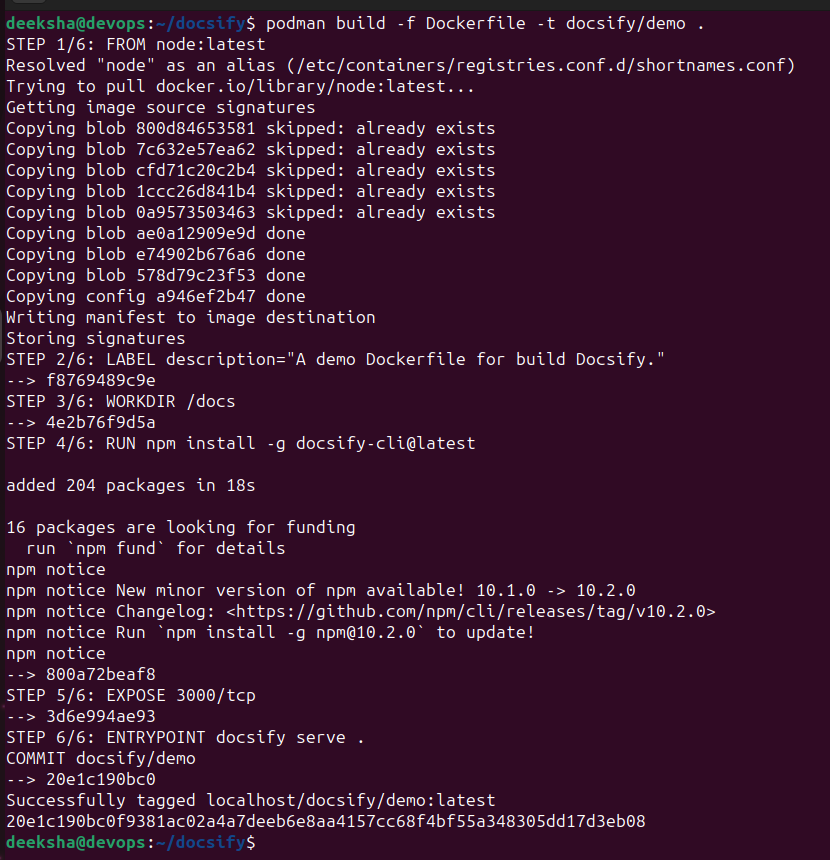 deeksha@devops:~/docsify$ podman build -f Dockerfile -t docsify/demo .
STEP 1/6: FROM node:latest
Resolved "node" as an alias (/etc/containers/registries.conf.d/shortnames.conf)
Trying to pull docker.io/library/node:latest...
Getting image source signatures
Copying blob 800d84653581 skipped: already exists
Copying blob 7c632e57ea62 skipped: already exists
Copying blob cfd71c20c2b4 skipped: already exists
Copying blob 1ccc26d841b4 skipped: already exists
Copying blob 0a9573503463 skipped: already exists
Copying blob ae0a12909e9d done
Copying blob e74902b676a6 done
Copying blob 578d79c23f53 done
Copying config a946ef2b47 done
Writing manifest to image destination
Storing signatures
STEP 2/6: LABEL description="A demo Dockerfile for build Docsify."
--> f8769489c9e
STEP 3/6: WORKDIR /docs
--> 4e2b76f9d5a
STEP 4/6: RUN npm install -g docsify-cli@latest

added 204 packages in 18s

16 packages are looking for funding
  run `npm fund` for details
npm notice
npm notice New minor version of npm available! 10.1.0 -> 10.2.0
npm notice Changelog: <https://github.com/npm/cli/releases/tag/v10.2.0>
npm notice Run `npm install -g npm@10.2.0` to update!
npm notice
--> 800a72beaf8
STEP 5/6: EXPOSE 3000/tcp
--> 3d6e994ae93
STEP 6/6: ENTRYPOINT docsify serve .
COMMIT docsify/demo
--> 20e1c190bc0
Successfully tagged localhost/docsify/demo:latest
20e1c190bc0f9381ac02a4a7deeb6e8aa4157cc68f4bf55a348305dd17d3eb08
deeksha@devops:~/docsify$